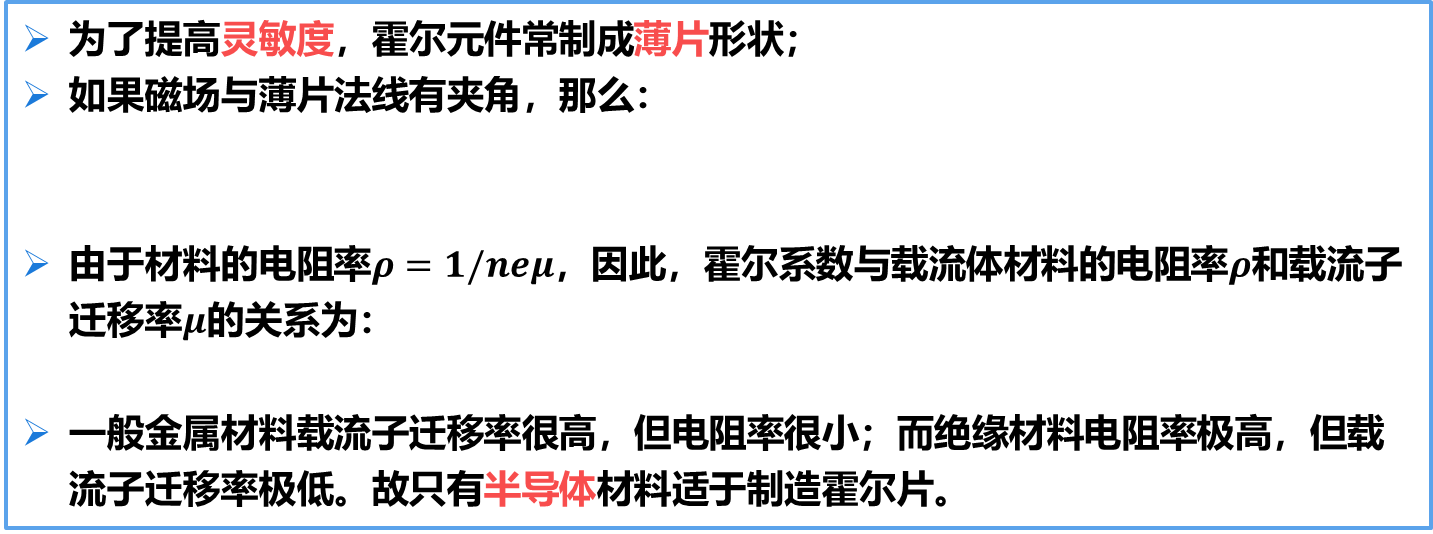 ➢ 为了提高灵敏度，霍尔元件常制成薄片形状；
➢ 如果磁场与薄片法线有夹角，那么：
➢ 由于材料的电阻率ρ = 1/neμ，因此，霍尔系数与载流体材料的电阻率ρ和载流子
迁移率μ的关系为：
➢ 一般金属材料载流子迁移率很高，但电阻率很小；而绝缘材料电阻率极高，但载
流子迁移率极低。故只有半导体材料适于制造霍尔片。